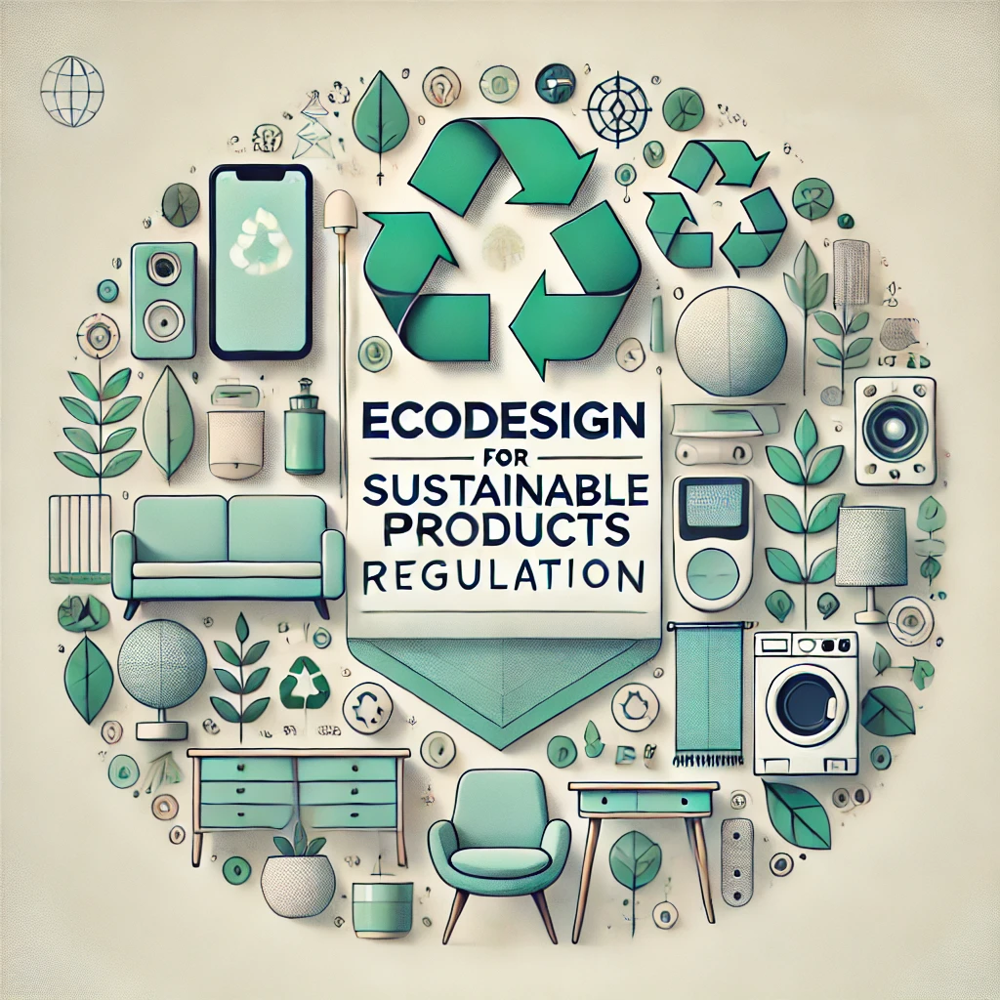 ECODESIGN
FOR
SUSTAINABLE
PRODUCTS
REGULATION